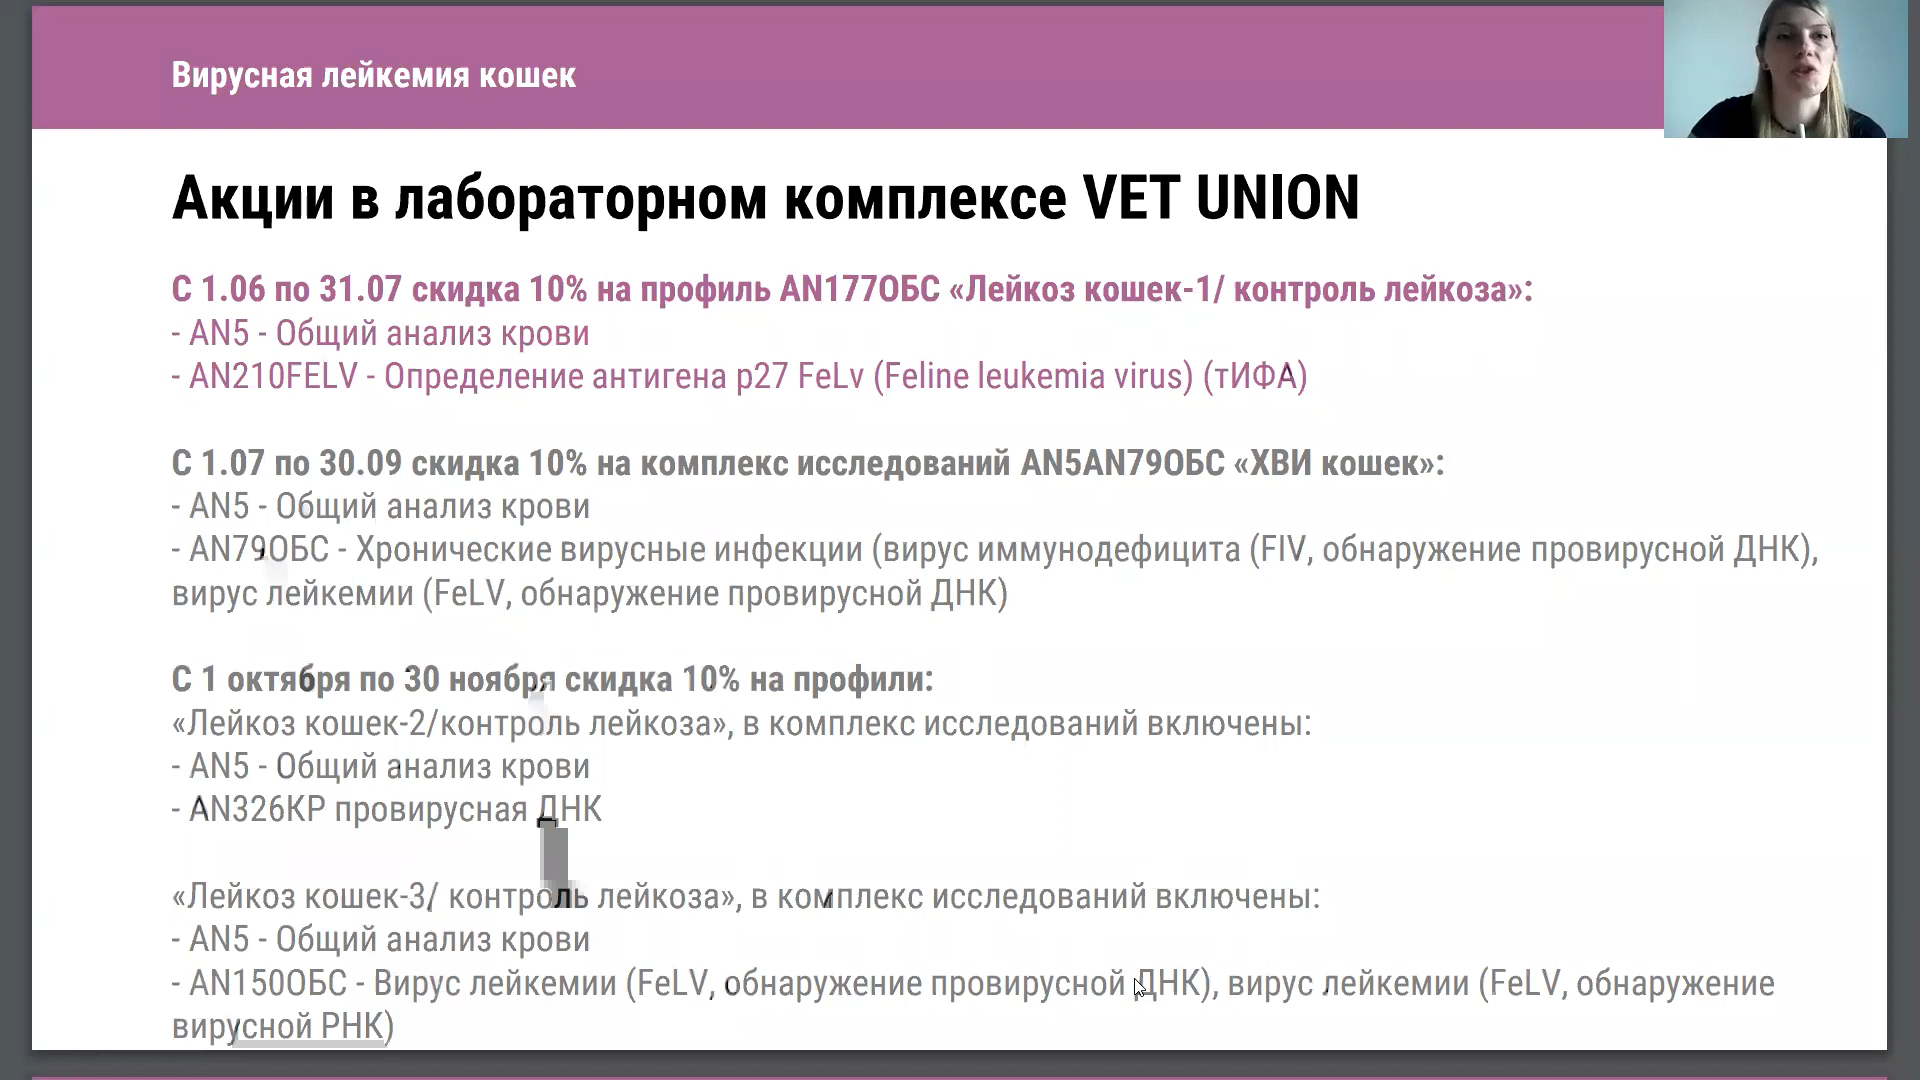 Вирусная лейкемия кошек
Акции в лабораторном комплексе VET UNION
С 1.06 по 31.07 скидка 10% на профиль AN177ОБС «Лейкоз кошек-1/ контроль лейкоза»:
- AN5 - Общий анализ крови
- AN210FELV - Определение антигена p27 FeLv (Feline leukemia virus) (тИФА)
С 1.07 по 30.09 скидка 10% на комплекс исследований AN5AN79ОБС «ХВИ кошек»:
- AN5 - Общий анализ крови
- AN79ОБС - Хронические вирусные инфекции (вирус иммунодефицита (FIV, обнаружение провирусной ДНК),
вирус лейкемии (FeLV, обнаружение провирусной ДНК)
С 1 октября по 30 ноября скидка 10% на профили:
«Лейкоз кошек-2/контроль лейкоза», в комплекс исследований включены:
- AN5 - Общий анализ крови
- AN326КР провирусная ДНК
«Лейкоз кошек-3/ контроль лейкоза», в комплекс исследований включены:
- AN5 - Общий анализ крови
- AN150ОБС - Вирус лейкемии (FeLV, обнаружение провирусной ДНК), вирус лейкемии (FeLV, обнаружение
вирусной РНК)